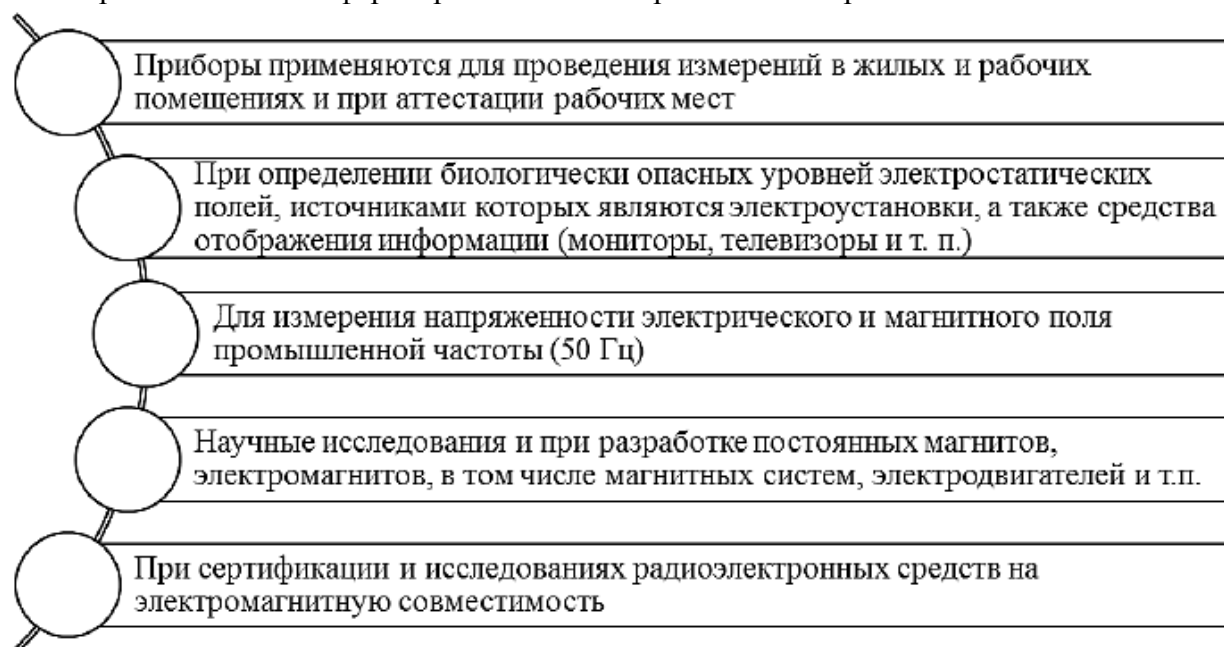 Приборы применяются для проведения измерений в жилых и рабочих
помещениях и при аттестации рабочих мест
При определении биологически опасных уровней электростатических
полей, источниками которых являются электроустановки, а также средства
отображения информации (мониторы, телевизоры и т. п.)
Для измерения напряженности электрического и магнитного поля
промышленной частоты (50 Гц)
Научные исследования и при разработке постоянных магнитов,
электромагнитов, в том числе магнитных систем, электродвигателей и т.п.
При сертификации и исследованиях радиоэлектронных средств на
электромагнитную совместимость